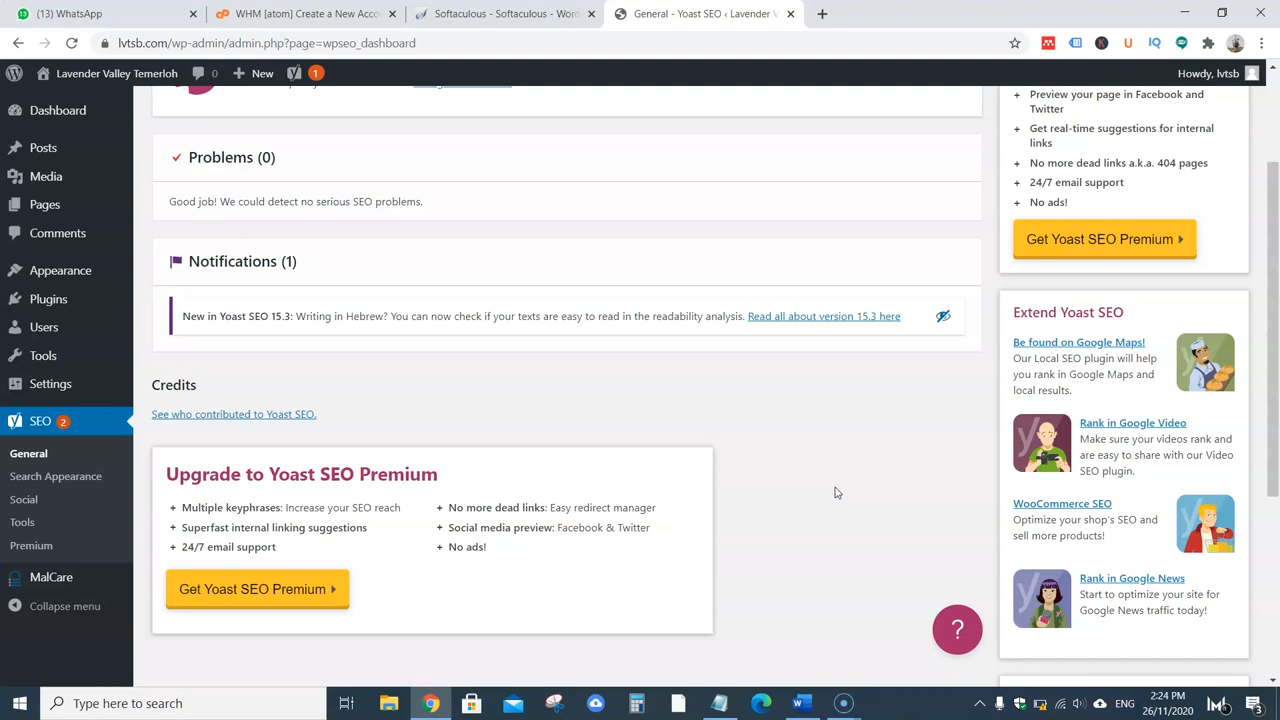 (13) WhatsApp
WHM [atom] Create a New Acco
Softaculous - Softaculous - Word
General - Yoast SEO ‹ Lavender V
lvtsb.com/wp-admin/admin.php?page=wpseo_dashboard
Lavender Valley Temerloh
0
New
1
Howdy, lvtsb
Dashboard
Posts
Media
Pages
Comments
Appearance
Plugins
Users
Tools
Settings
SEO 2
General
Search Appearance
Social
Tools
Premium
MalCare
Collapse menu
Problems (0)
Good job! We could detect no serious SEO problems.
Notifications (1)
New in Yoast SEO 15.3: Writing in Hebrew? You can now check if your texts are easy to read in the readability analysis. Read all about version 15.3 here
Credits
See who contributed to Yoast SEO.
Upgrade to Yoast SEO Premium
+ Multiple keyphrases: Increase your SEO reach
+ Superfast internal linking suggestions
+ 24/7 email support
+ No more dead links: Easy redirect manager
+ Social media preview: Facebook & Twitter
+ No ads!
Get Yoast SEO Premium
+ Preview your page in Facebook and
Twitter
+ Get real-time suggestions for internal
links
+ No more dead links a.k.a. 404 pages
+ 24/7 email support
+ No ads!
Get Yoast SEO Premium
Extend Yoast SEO
Be found on Google Maps!
Our Local SEO plugin will help
you rank in Google Maps and
local results.
Rank in Google Video
Make sure your videos rank and
are easy to share with our Video
SEO plugin.
WooCommerce SEO
Optimize your shop's SEO and
sell more products!
Rank in Google News
Start to optimize your site for
Google News traffic today!
?
Type here to search
ENG
2:24 PM
26/11/2020
3